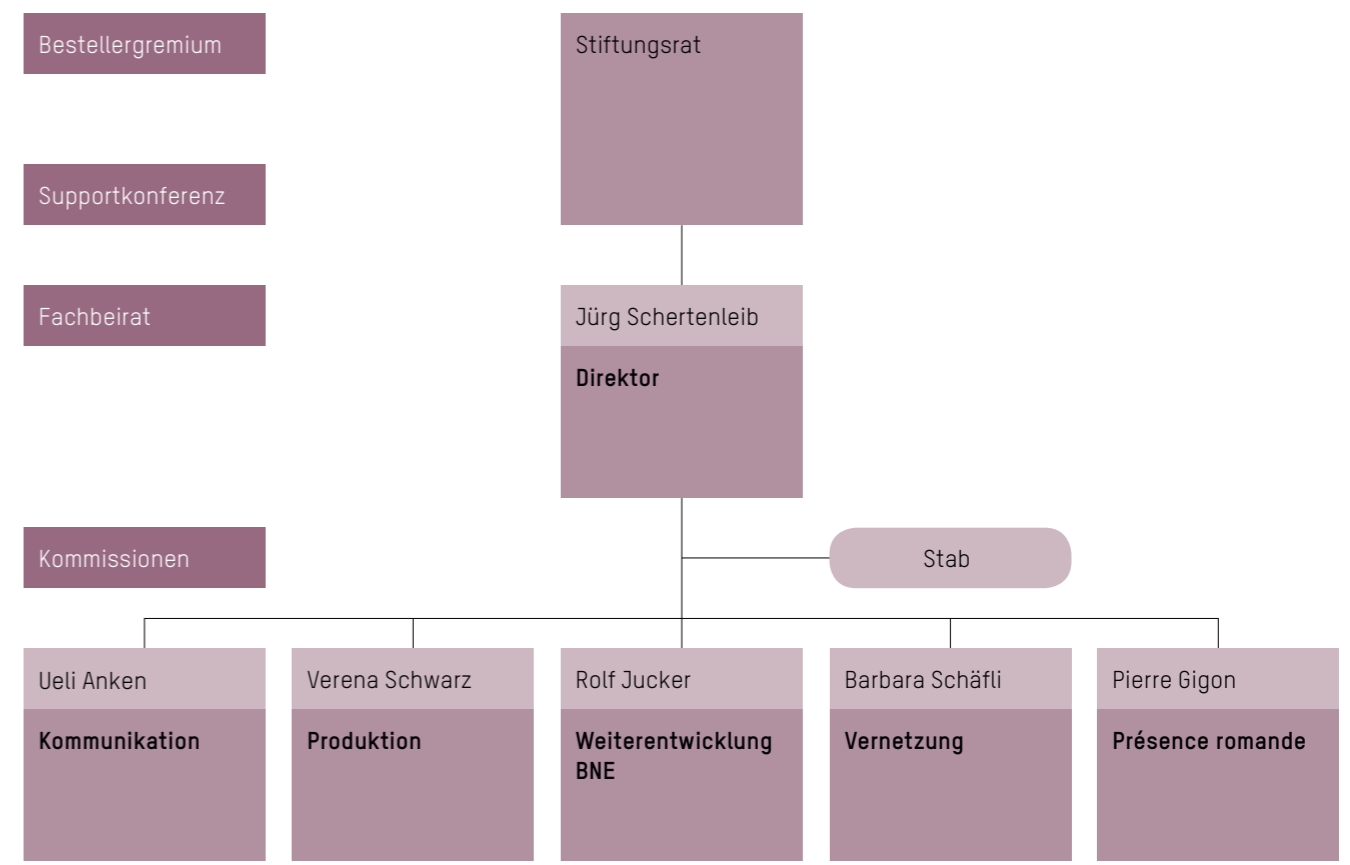 Bestellergremium
Stiftungsrat
Supportkonferenz
Fachbeirat
Jürg Schertenleib
Direktor
Kommissionen
Stab
Ueli Anken
Kommunikation
Verena Schwarz
Produktion
Rolf Jucker
Weiterentwicklung
BNE
Barbara Schäfli
Vernetzung
Pierre Gigon
Présence romande